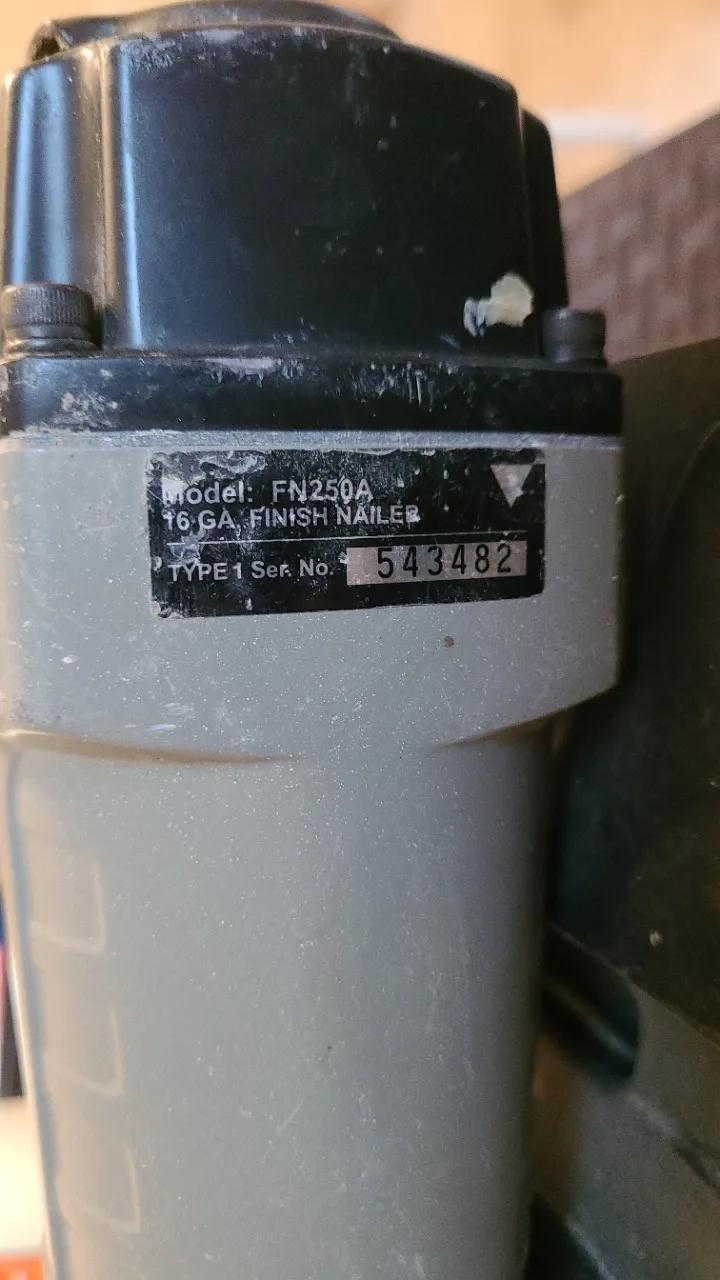 Model: FN250A
16 GA. FINISH NAILER
TYPE 1 Ser. No. 543482